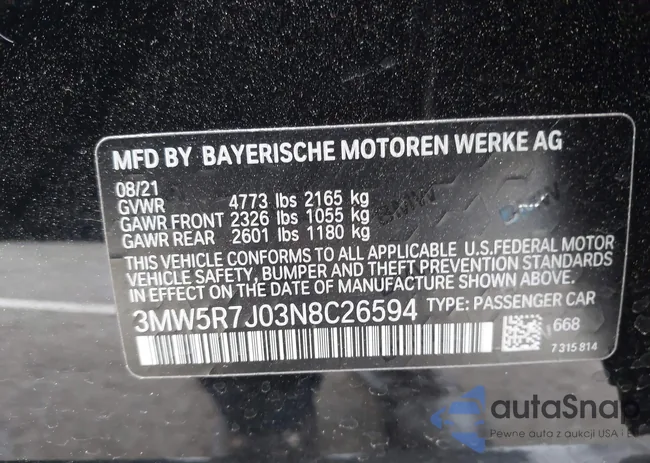 MFD BY BAYERISCHE MOTOREN WERKE AG
08/21
GVWR 4773 lbs 2165 kg
GAWR FRONT 2326 lbs 1055 kg
GAWR REAR 2601 lbs 1180 kg
THIS VEHICLE CONFORMS TO ALL APPLICABLE U.S.FEDERAL MOTOR
VEHICLE SAFETY, BUMPER AND THEFT PREVENTION STANDARDS
IN EFFECT ON THE DATE OF MANUFACTURE SHOWN ABOVE.
3MW5R7J03N8C26594 TYPE: PASSENGER CAR
668
7 315 814
autaSnap
Pewne auta z aukcji USA i